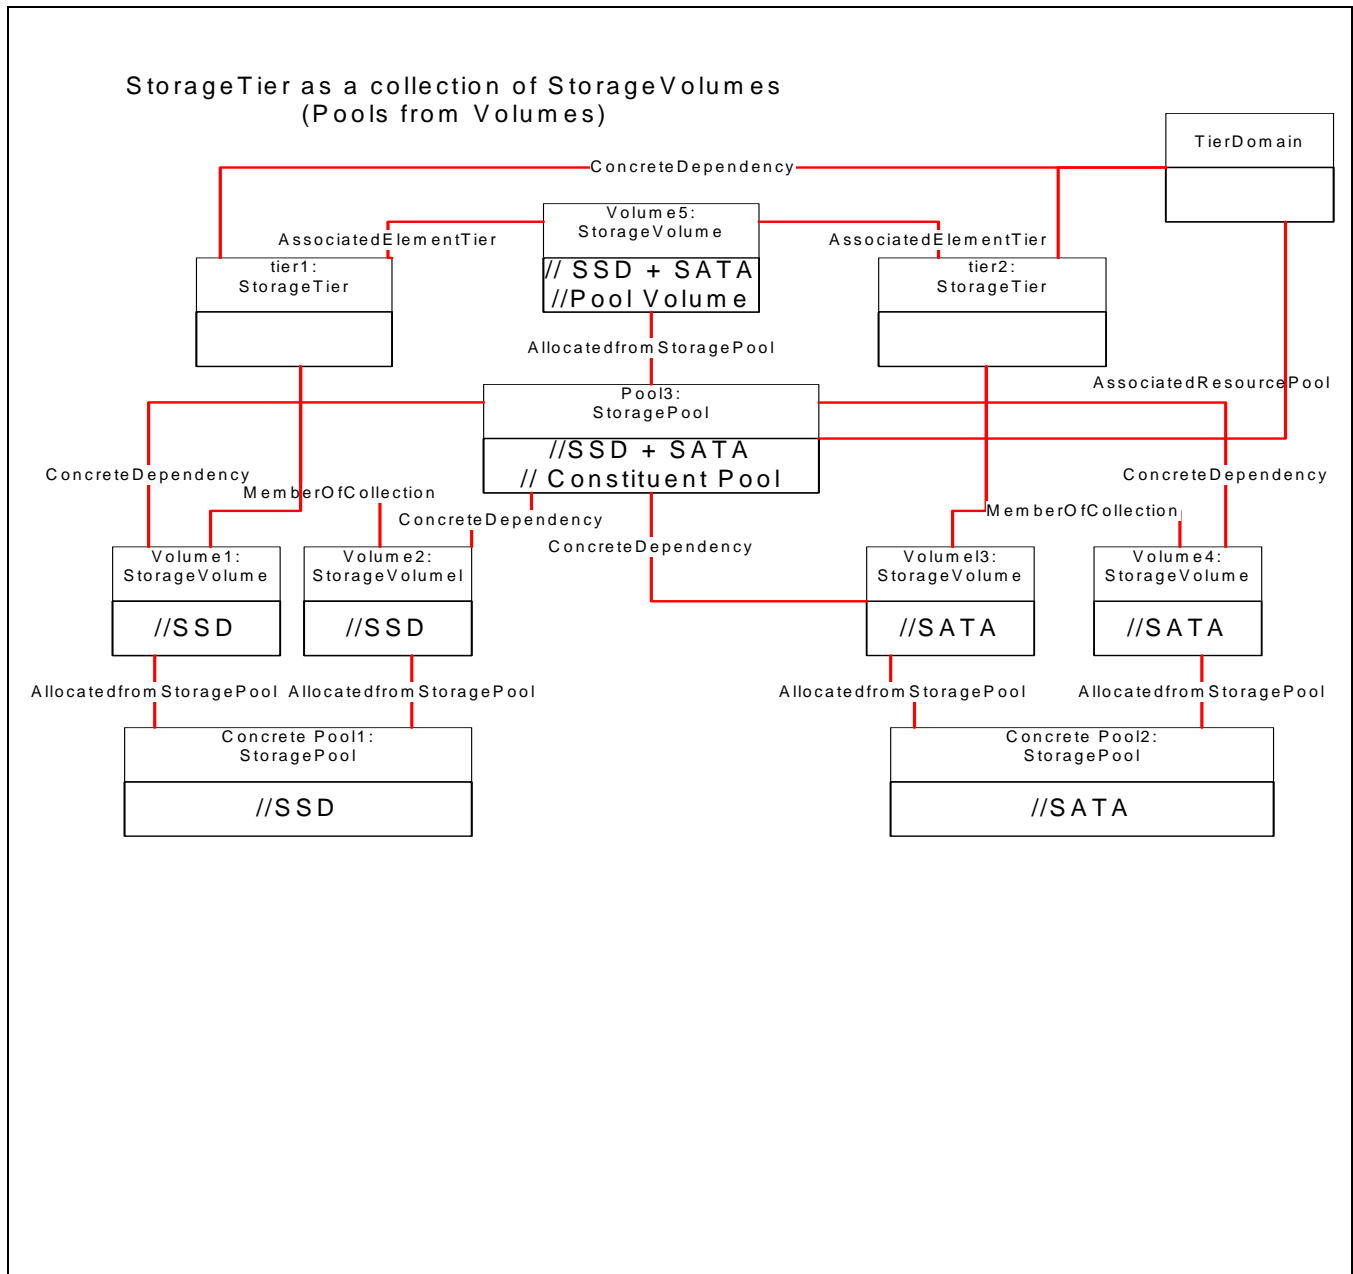 StorageTier as a collection of StorageVolumes
(Pools from Volumes)
TierDomain
ConcreteDependency
Volume5:
StorageVolume
AssociatedElementTier
AssociatedElementTier
// SSD + SATA
//Pool Volume
tier1:
StorageTier
tier2:
StorageTier
AllocatedfromStoragePool
AssociatedResourcePool
Pool3:
StoragePool
//SSD + SATA
// Constituent Pool
ConcreteDependency
ConcreteDependency
MemberOfCollection
ConcreteDependency
MemberOfCollection
ConcreteDependency
Volume1:
StorageVolume
Volume2:
StorageVolumel
Volumel3:
StorageVolume
Volume4:
StorageVolume
//SSD
//SSD
//SATA
//SATA
AllocatedfromStoragePool
AllocatedfromStoragePool
AllocatedfromStoragePool
AllocatedfromStoragePool
Concrete Pool1:
StoragePool
Concrete Pool2:
StoragePool
//SSD
//SATA